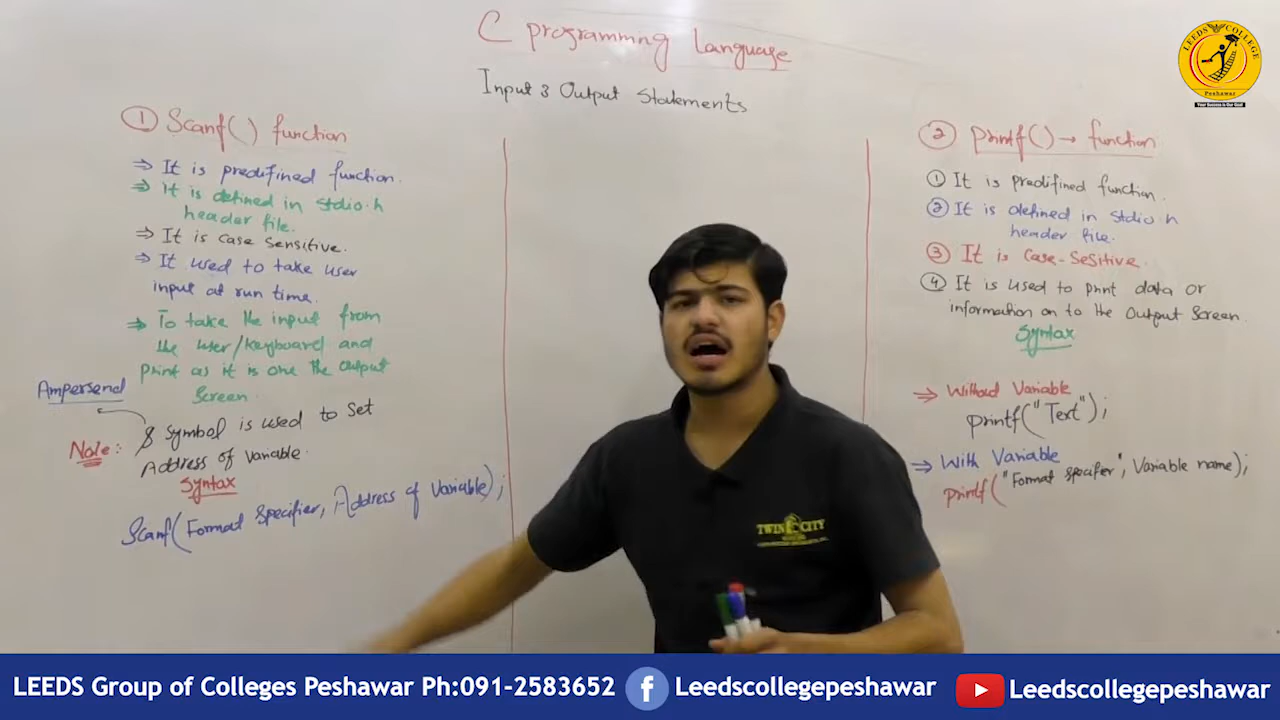 C programming Language
Input & Output Statements
① Scanf() function
⇒ It is predifined function.
⇒ It is defined in Stdio.h
header file.
⇒ It is case sensitive.
⇒ It used to take user
input at run time.
⇒ To take the input from
the user/keyboard and
print as it is one the output
Screen.
Ampersend
Note:- & symbol is used to Set
Address of variable.
Syntax
Scanf(Format Specifier, Address of Variable);
② printf() → function
① It is predifined function.
② It is defined in Stdio.h
header file.
③ It is Case-Sesitive.
④ It is used to print data or
information on to the Output Screen.
Syntax
⇒ Without Variable
printf("Text");
⇒ With Variable
printf("Format specifier", Variable name);
LEEDS COLLEGE
Peshawar
Your Success is Our Goal
TWIN CITY
LEEDS Group of Colleges Peshawar Ph:091-2583652 f Leedscollegepeshawar Leedscollegepeshawar